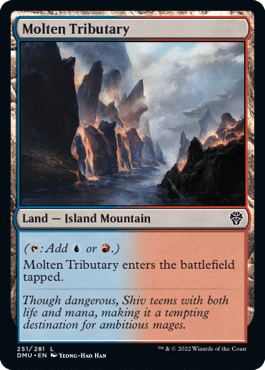 Molten Tributary
Land — Island Mountain
( : Add or .)
Molten Tributary enters the battlefield
tapped.
Though dangerous, Shiv teems with both
life and mana, making it a tempting
destination for ambitious mages.
251/281 L
DMU • EN Yeong-Hao Han
™ & © 2022 Wizards of the Coast